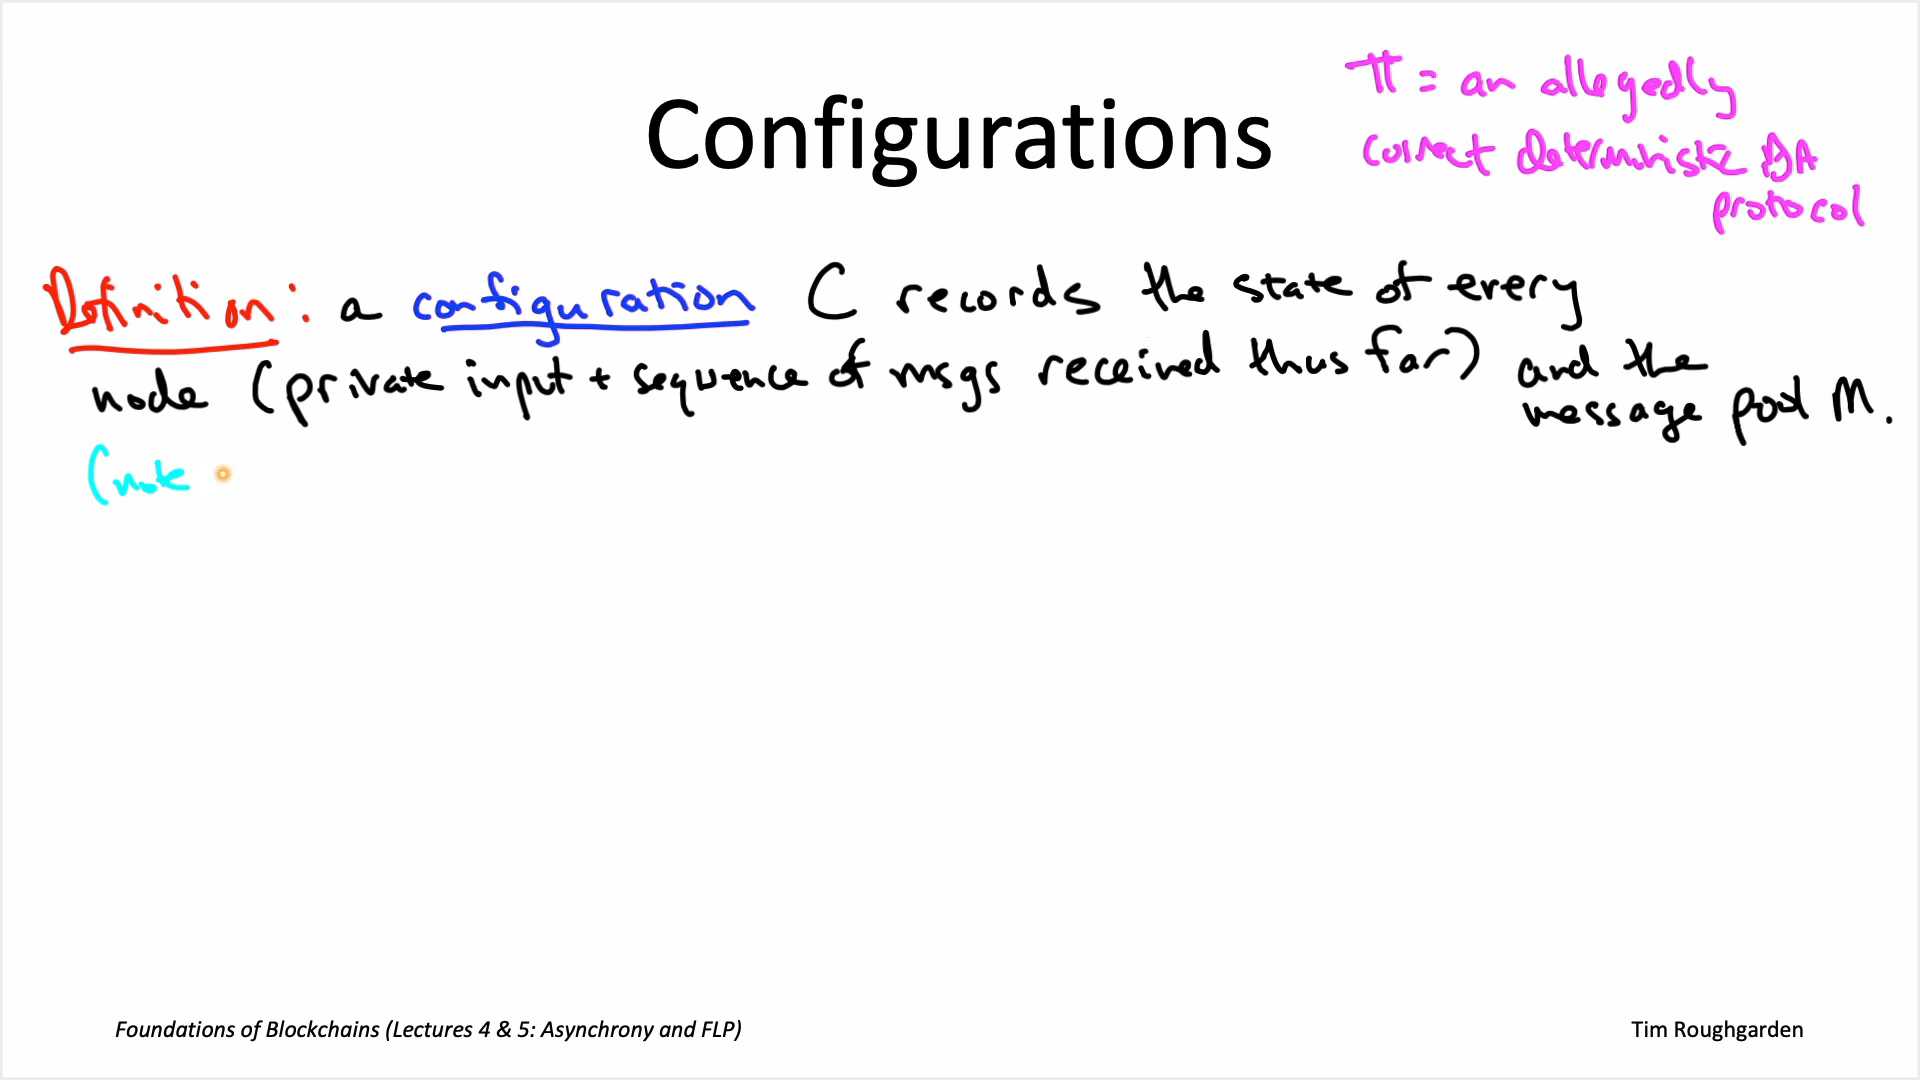 Configurations
π = an allegedly
correct deterministic BA
protocol
Definition: a configuration C records the state of every
node (private input + sequence of msgs received thus far) and the
message pool M.
(note
Foundations of Blockchains (Lectures 4 & 5: Asynchrony and FLP)
Tim Roughgarden